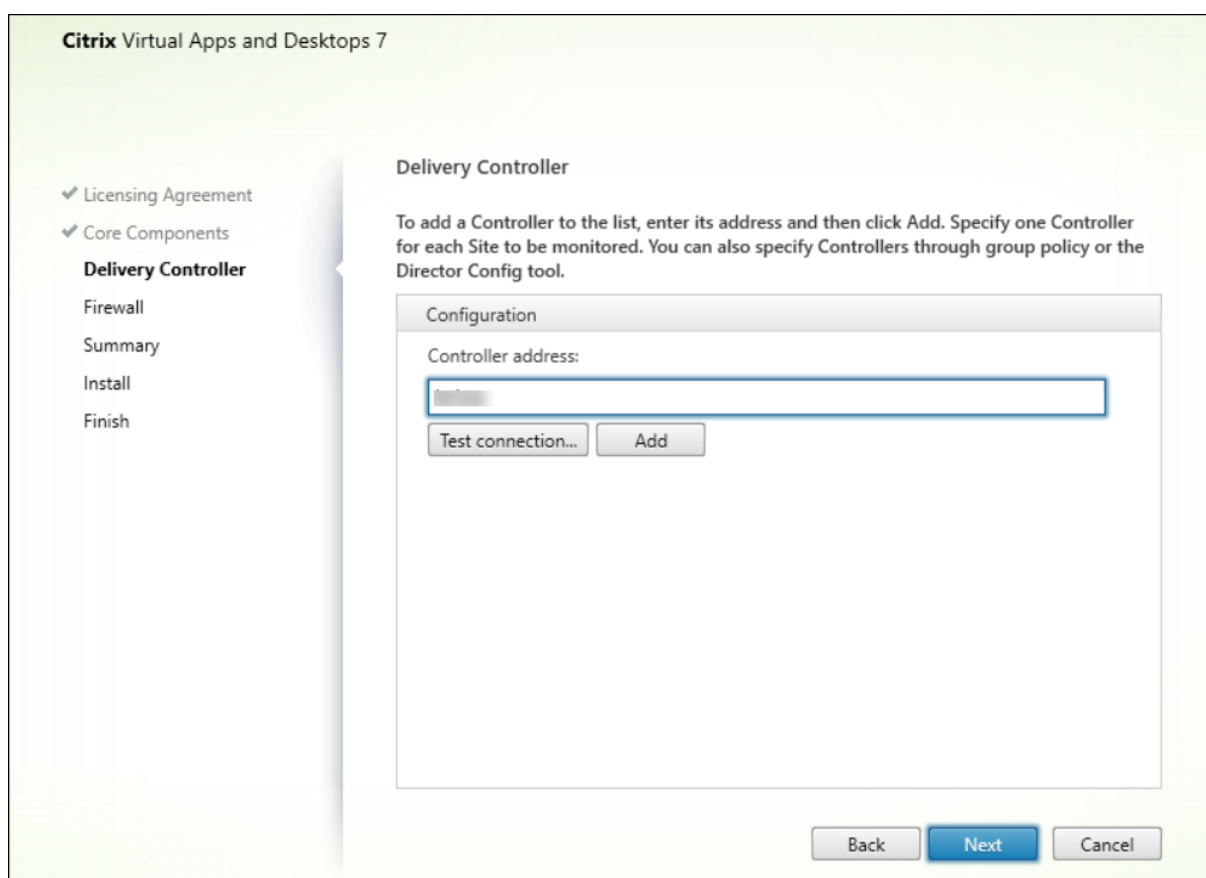 Citrix Virtual Apps and Desktops 7
Licensing Agreement
Core Components
Delivery Controller
Firewall
Summary
Install
Finish
Delivery Controller
To add a Controller to the list, enter its address and then click Add. Specify one Controller
for each Site to be monitored. You can also specify Controllers through group policy or the
Director Config tool.
Configuration
Controller address:
Test connection...
Add
Back
Next
Cancel